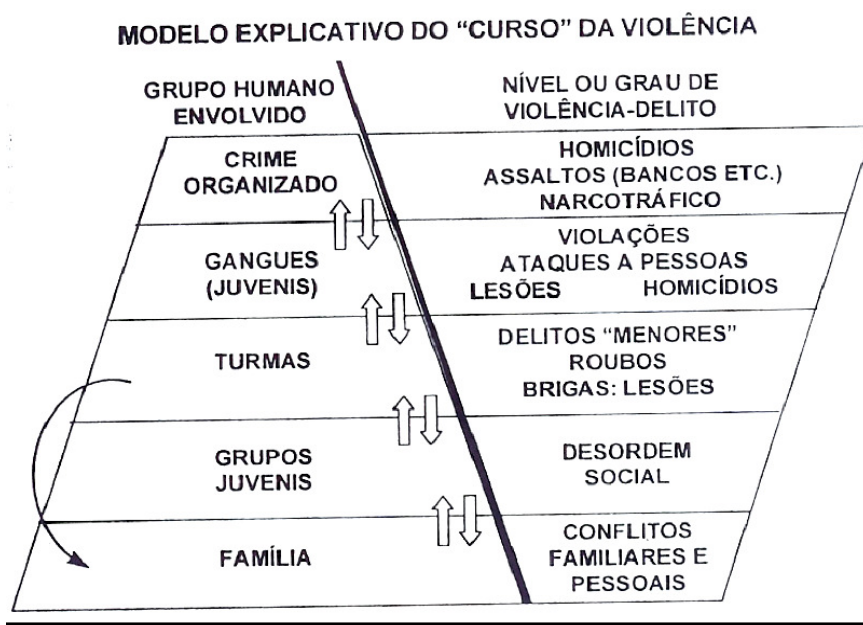 MODELO EXPLICATIVO DO “CURSO” DA VIOLÊNCIA
GRUPO HUMANO
ENVOLVIDO
NÍVEL OU GRAU DE
VIOLÊNCIA-DELITO
CRIME
ORGANIZADO
HOMICÍDIOS
ASSALTOS (BANCOS ETC.)
NARCOTRÁFICO
GANGUES
(JUVENIS)
VIOLAÇÕES
ATAQUES A PESSOAS
LESÕES HOMICÍDIOS
TURMAS
DELITOS “MENORES”
ROUBOS
BRIGAS: LESÕES
GRUPOS
JUVENIS
DESORDEM
SOCIAL
FAMÍLIA
CONFLITOS
FAMILIARES E
PESSOAIS